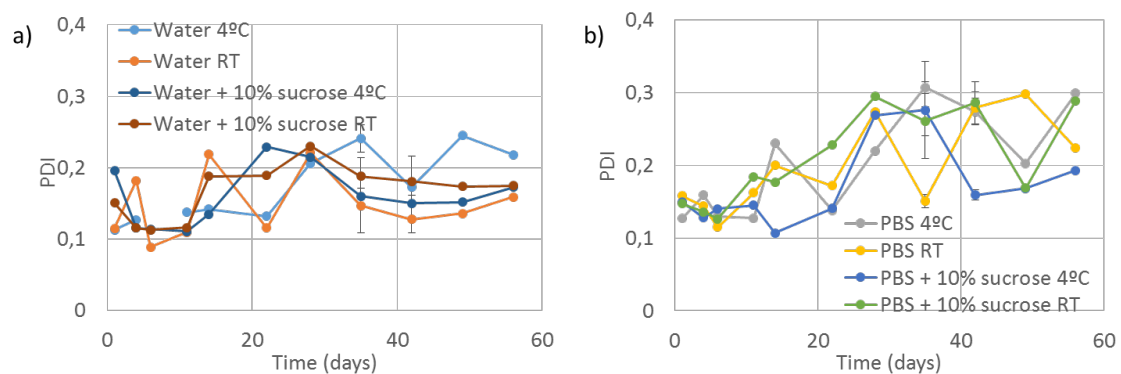 a)
0,4
0,3
0,2
0,1
0
PDI
Water 4ºC
Water RT
Water + 10% sucrose 4ºC
Water + 10% sucrose RT
0 20 40 60
Time (days)
b)
0,4
0,3
0,2
0,1
0
PDI
PBS 4ºC
PBS RT
PBS + 10% sucrose 4ºC
PBS + 10% sucrose RT
0 20 40 60
Time (days)